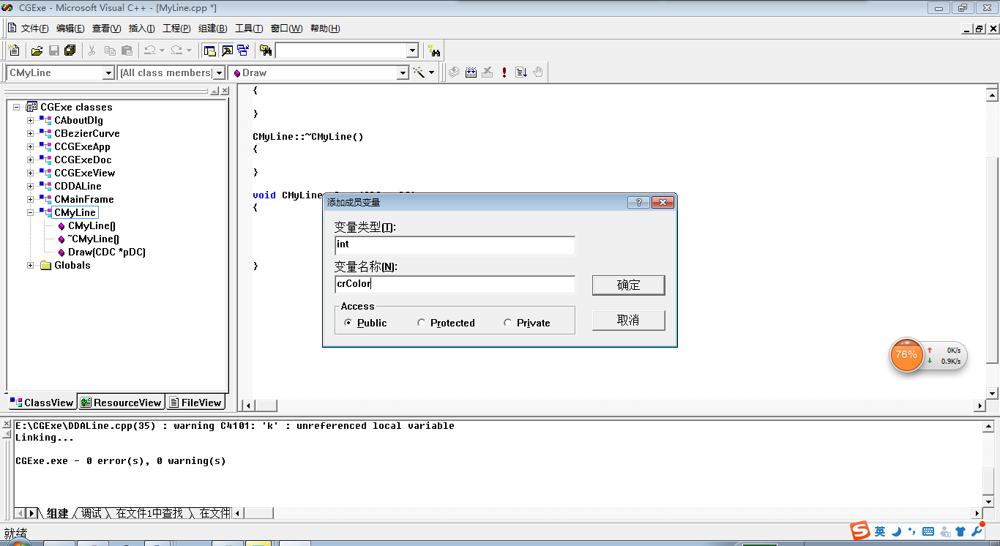 CGExe - Microsoft Visual C++ - [MyLine.cpp *]
文件(F) 编辑(E) 查看(V) 插入(I) 工程(P) 组建(B) 工具(T) 窗口(W) 帮助(H)
CMyLine [All class members] Draw
CGExe classes
CAboutDlg
CBezierCurve
CCGExeApp
CCGExeDoc
CCGExeView
CDDALine
CMainFrame
CMyLine
CMyLine()
~CMyLine()
Draw(CDC *pDC)
Globals
ClassView ResourceView FileView
{
}
CMyLine::~CMyLine()
{
}
void CMyLine
{
}
添加成员变量
变量类型(T):
int
变量名称(N):
crColor
Access
Public Protected Private
确定
取消
76%
0K/s
0.9K/s
E:\CGExe\DDALine.cpp(35) : warning C4101: 'k' : unreferenced local variable
Linking...
CGExe.exe - 0 error(s), 0 warning(s)
组建 调试 在文件1中查找 在文件
就绪
英